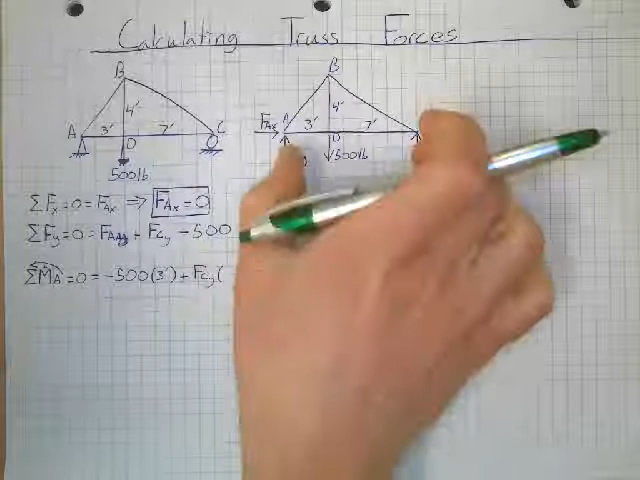 Calculating Truss Forces
B B
4' 4'
A 3' 7' C FAx A 3' 7'
D D
500lb 500lb
ΣFx=0=FAx ⇒ FAx=0
ΣFy=0=FAy+FCy-500
ΣMA=0=-500(3')+FCy(